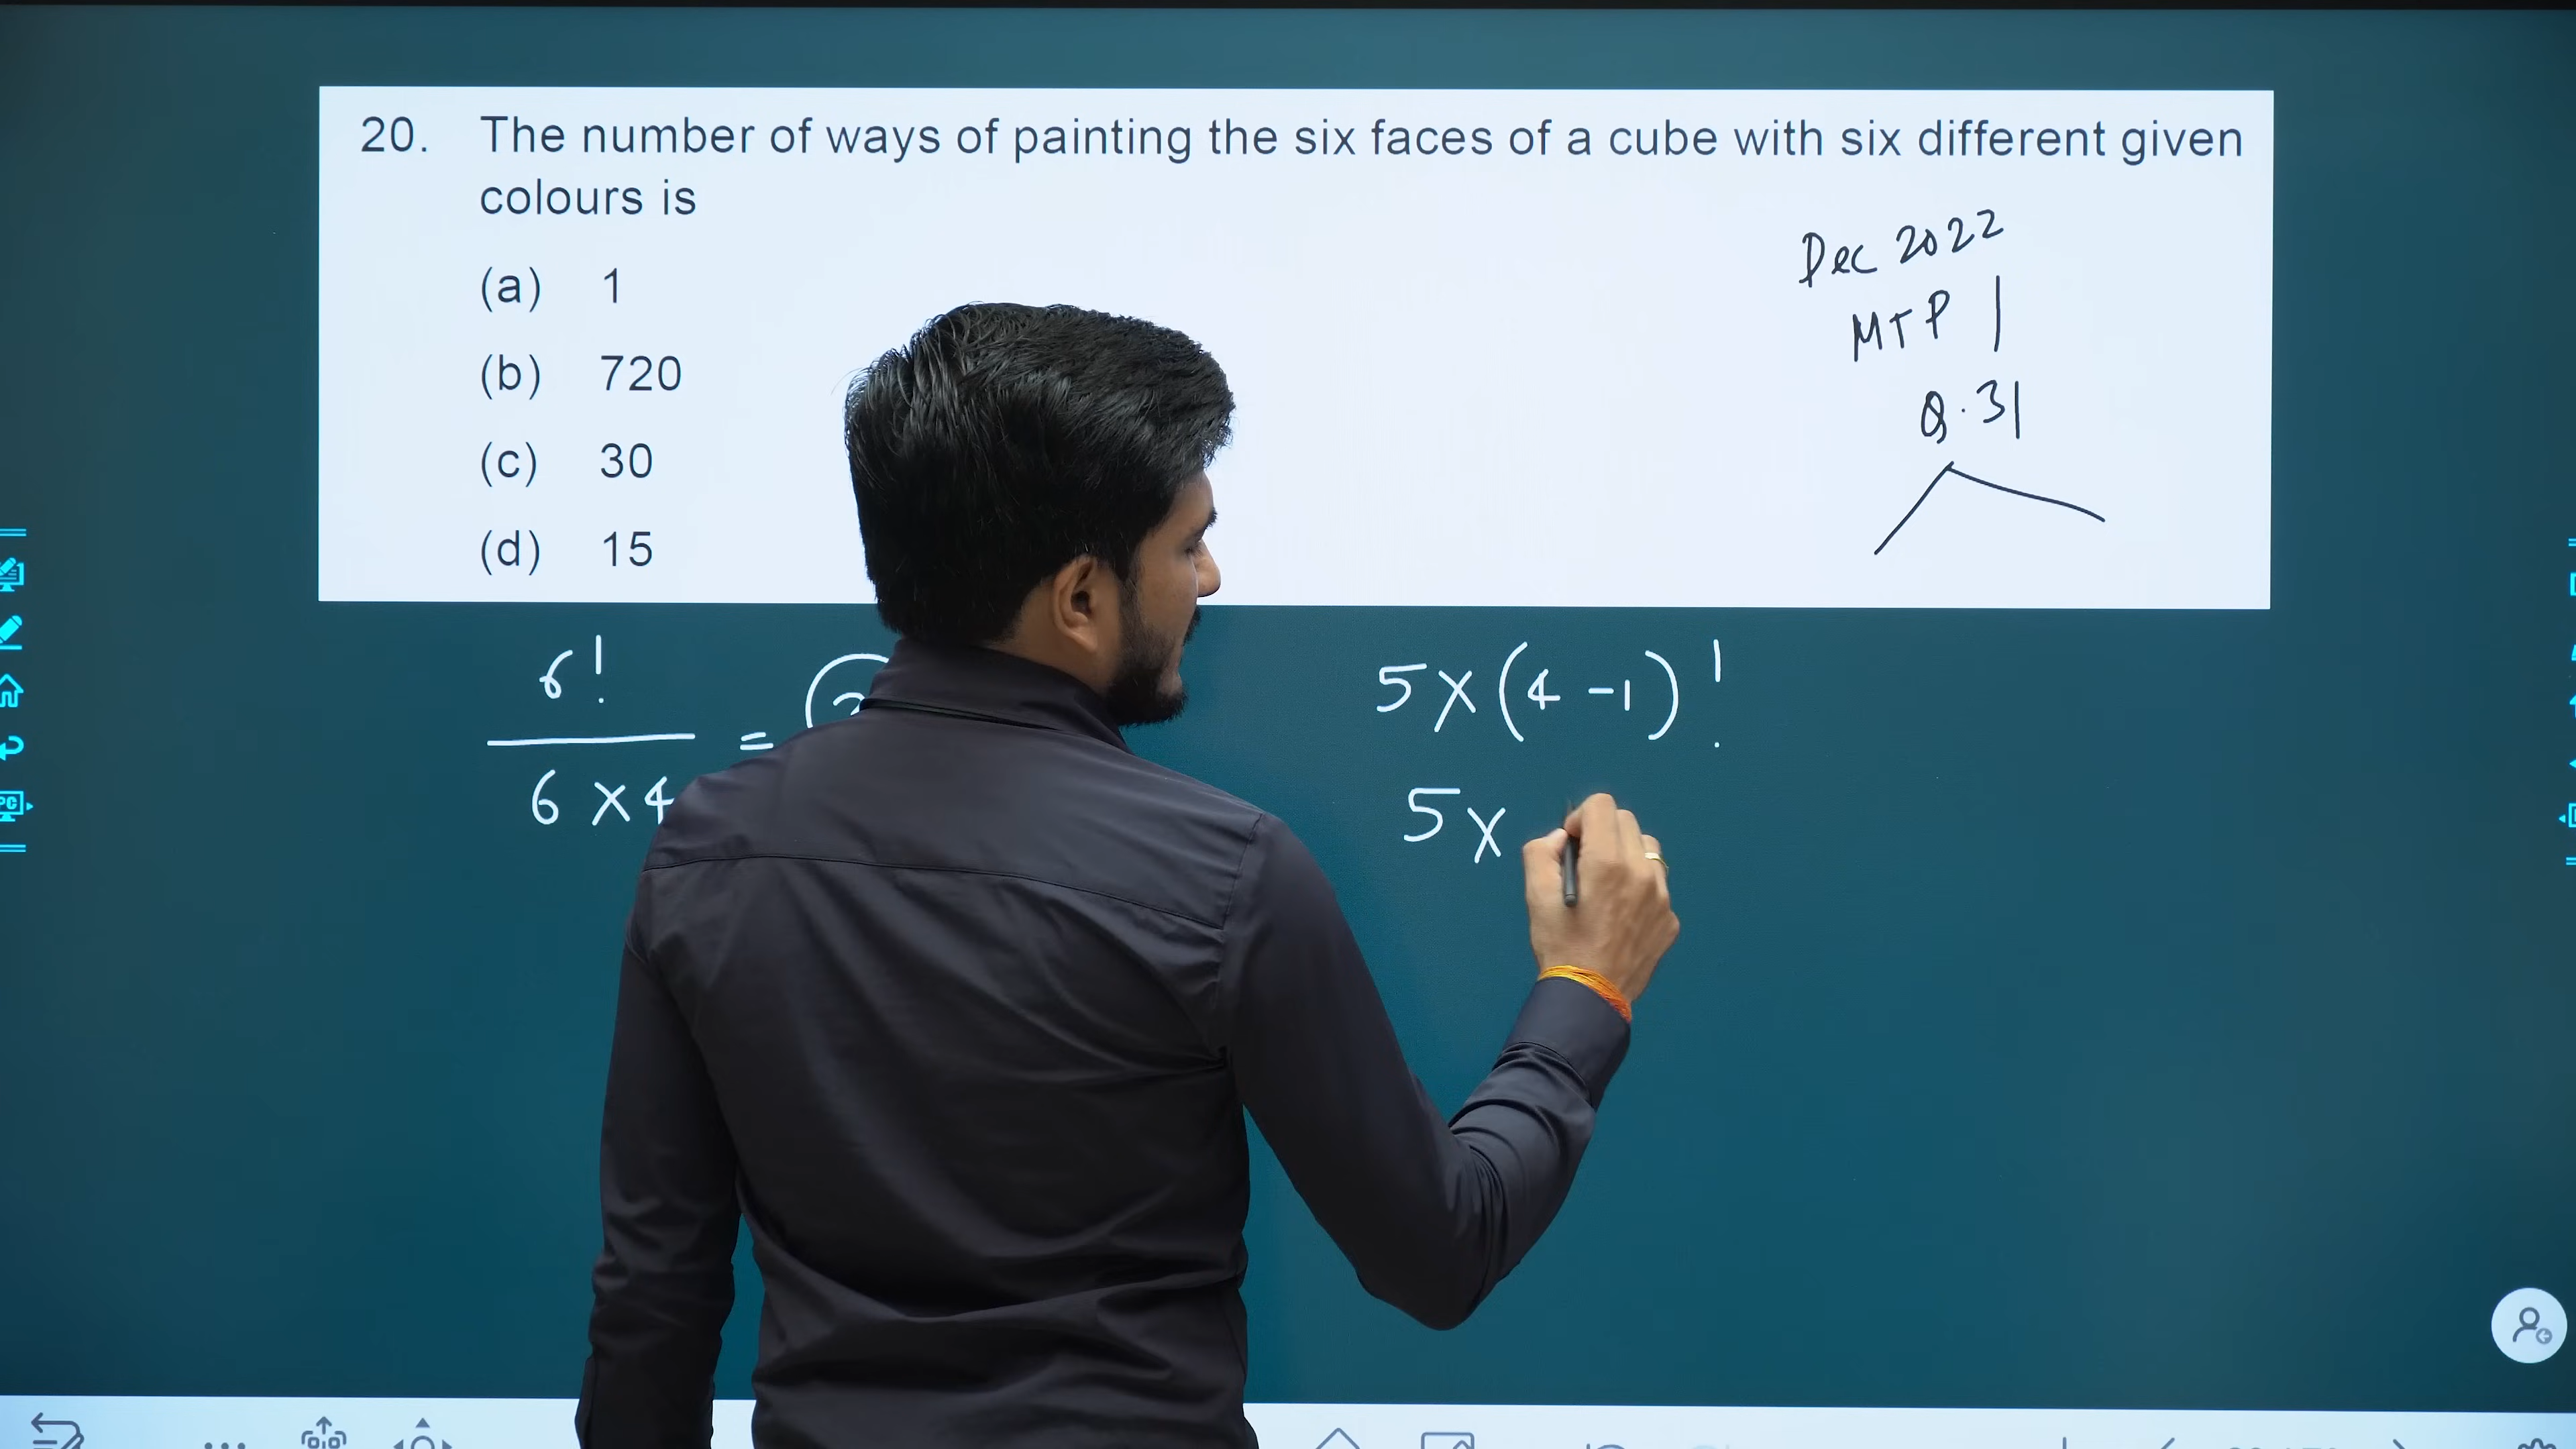 20. The number of ways of painting the six faces of a cube with six different given
colours is
(a) 1
(b) 720
(c) 30
(d) 15
Dec 2022
MTP 1
Q.31
6!
6 x 4
=
5 x (4 - 1)!
5 x